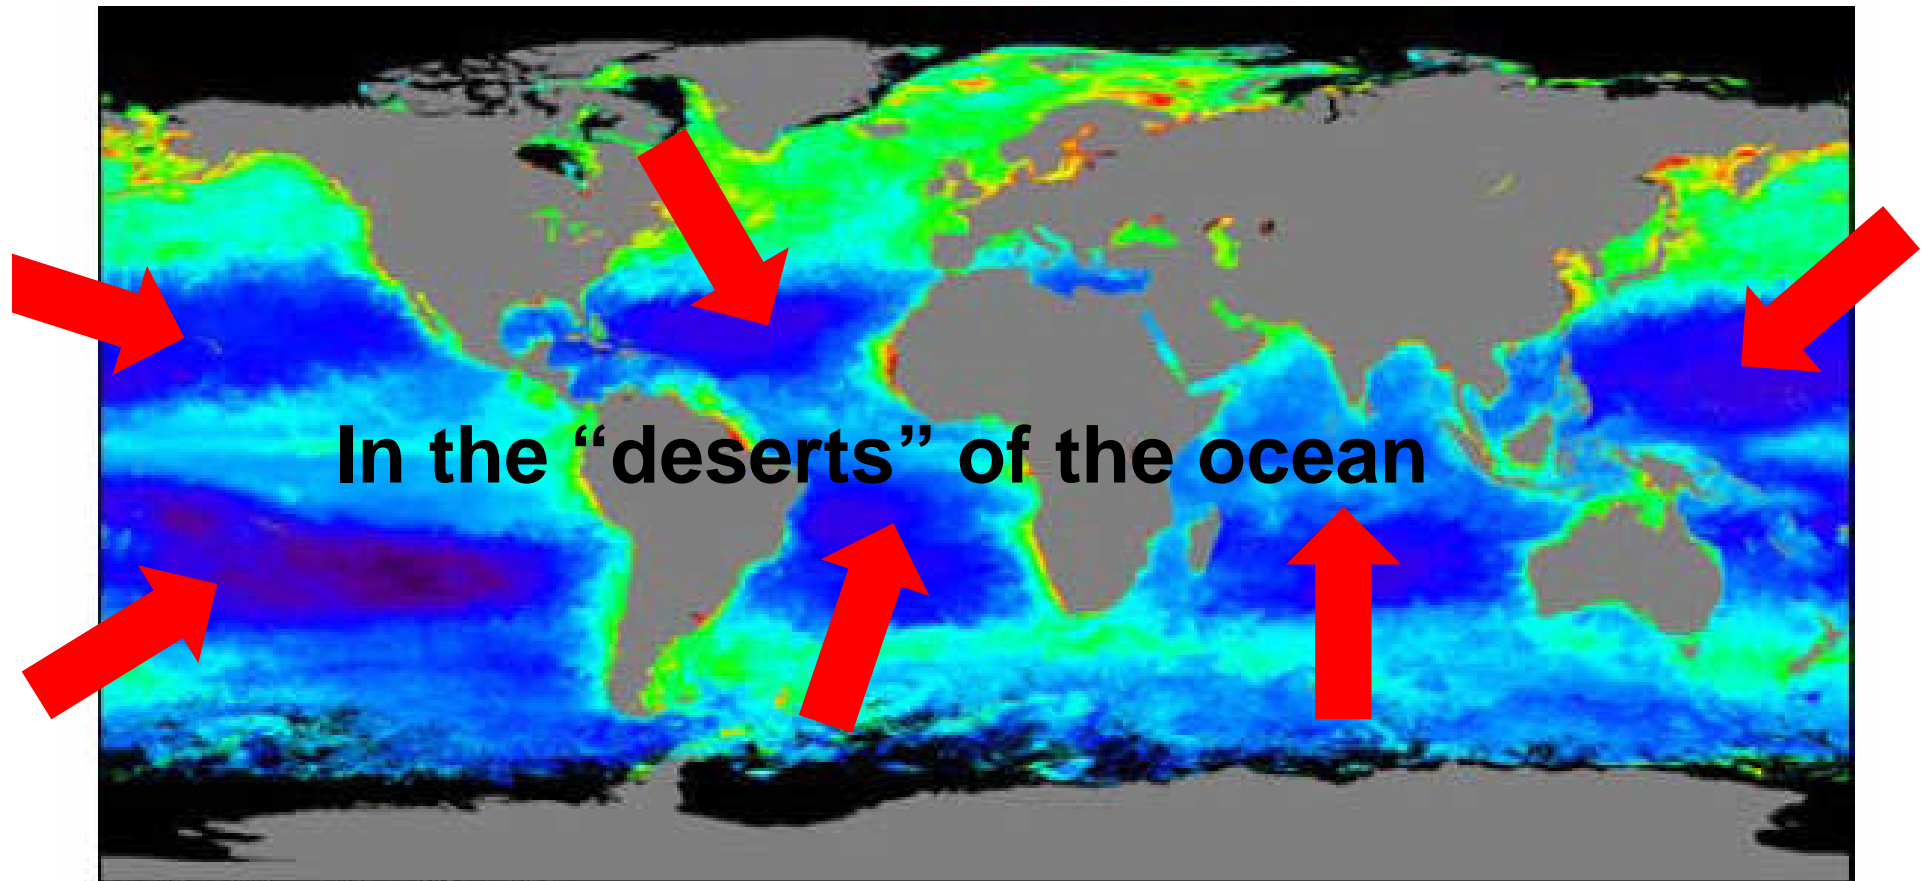 In the “deserts” of the ocean